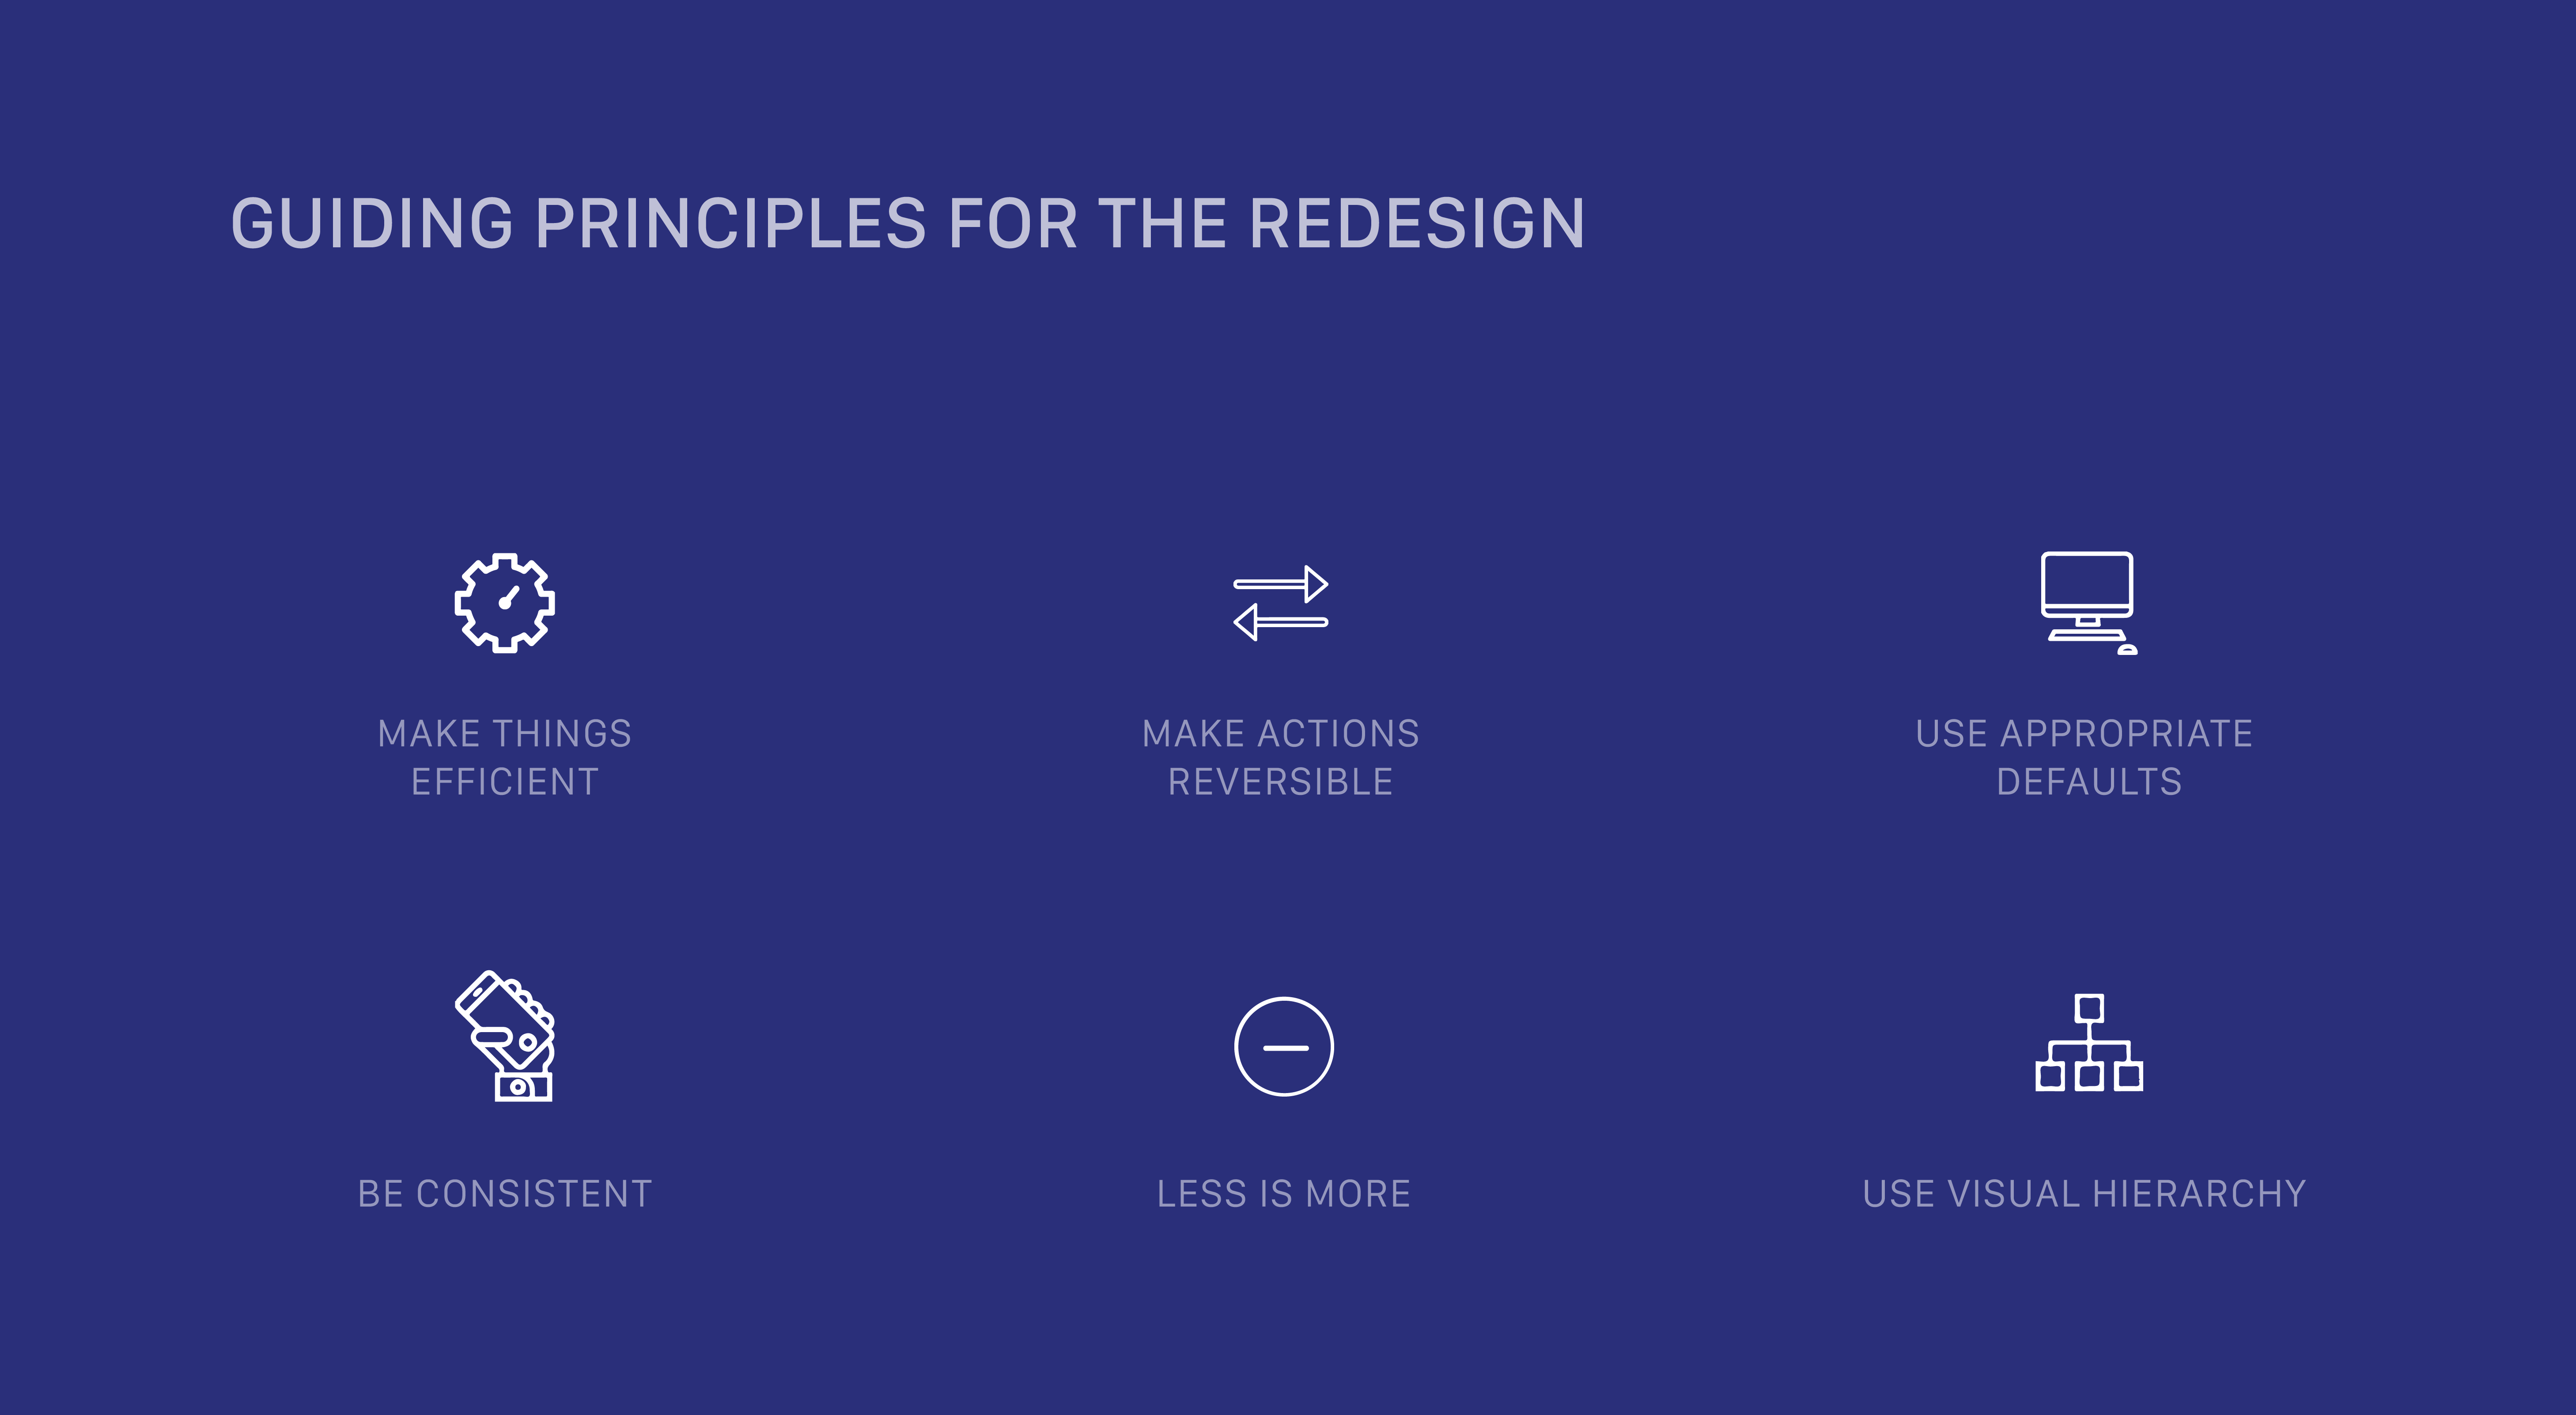 GUIDING PRINCIPLES FOR THE REDESIGN
MAKE THINGS
EFFICIENT
MAKE ACTIONS
REVERSIBLE
USE APPROPRIATE
DEFAULTS
BE CONSISTENT
LESS IS MORE
USE VISUAL HIERARCHY